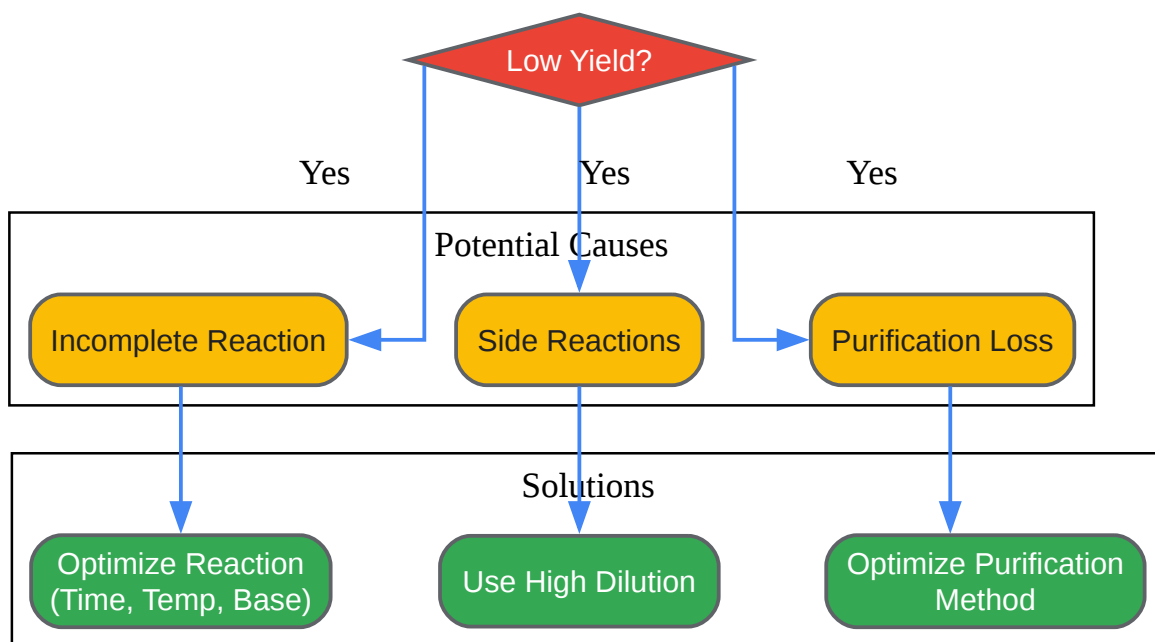 Low Yield?
Yes
Yes
Yes
Potential Causes
Incomplete Reaction
Side Reactions
Purification Loss
Solutions
Optimize Reaction
(Time, Temp, Base)
Use High Dilution
Optimize Purification
Method